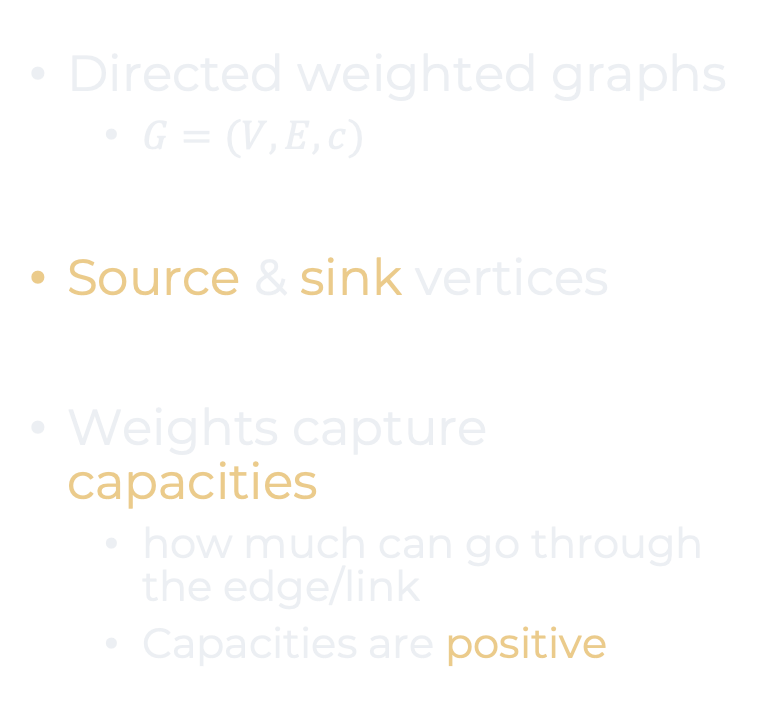 • Directed weighted graphs
• G = (V, E, c)
• Source & sink vertices
• Weights capture
capacities
• how much can go through
the edge/link
• Capacities are positive